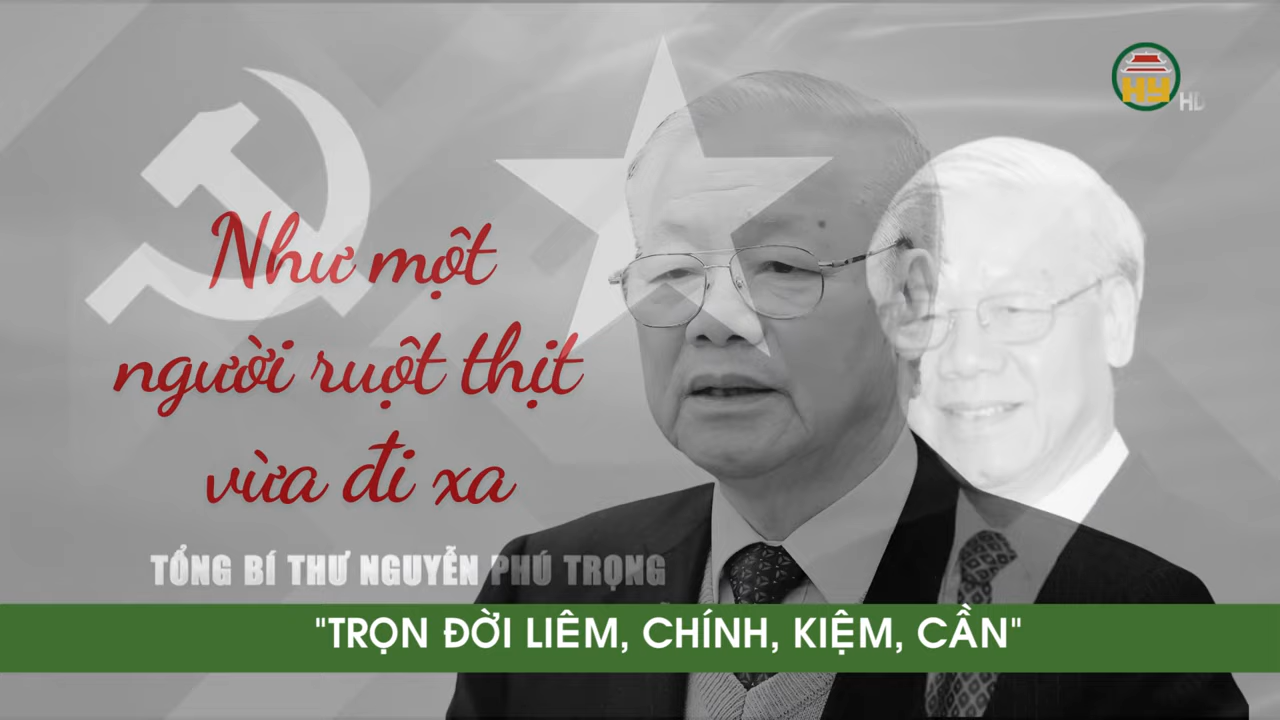 HY
HD
Như một
người ruột thịt
vừa đi xa
TỔNG BÍ THƯ NGUYỄN PHÚ TRỌNG
"TRỌN ĐỜI LIÊM, CHÍNH, KIỆM, CẦN"